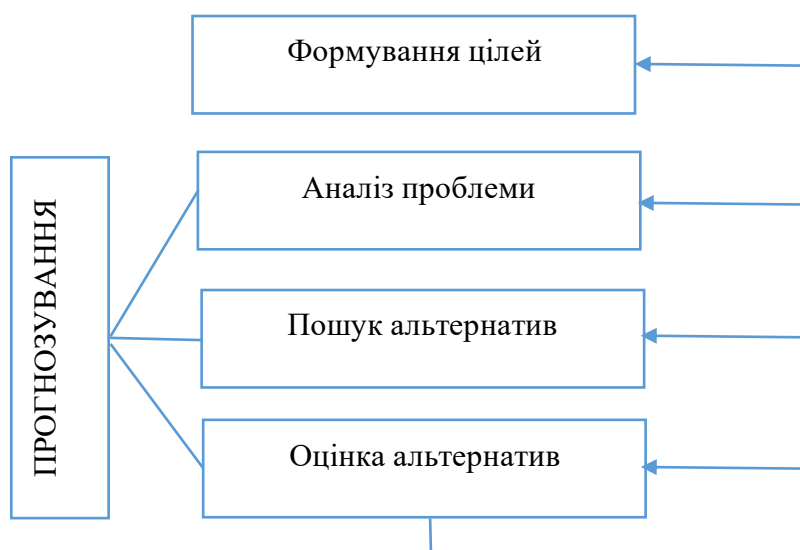 Формування цілей
Аналіз проблеми
ПРОГНОЗУВАННЯ
Пошук альтернатив
Оцінка альтернатив